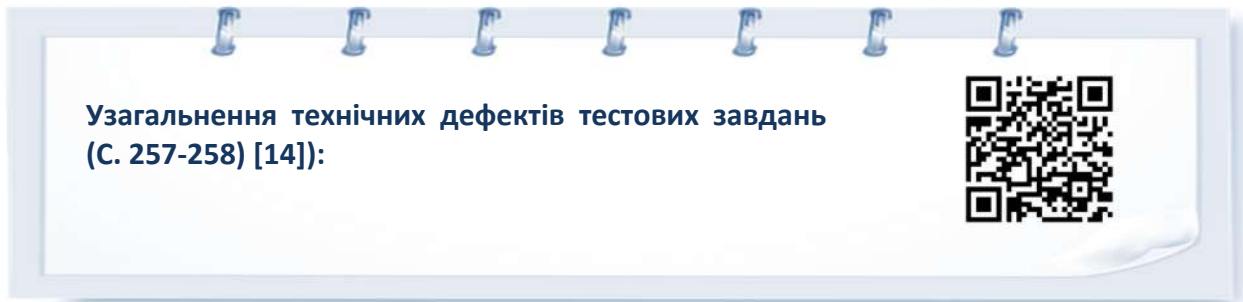 Узагальнення технічних дефектів тестових завдань
(С. 257-258) [14]):